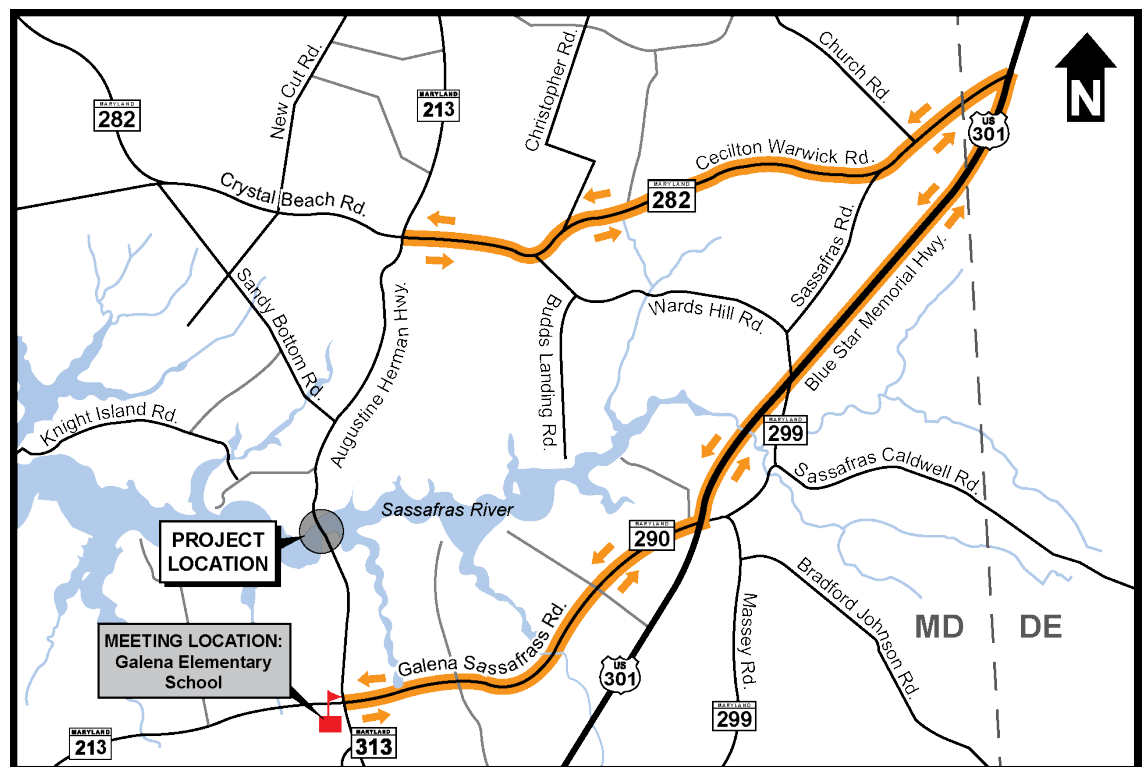 New Cut Rd.
MARYLAND
213
Christopher Rd.
Church Rd.
N
MARYLAND
282
US
301
Cecilton Warwick Rd.
Crystal Beach Rd.
MARYLAND
282
Sassafras Rd.
Sandy Bottom Rd.
Augustine Herman Hwy.
Budds Landing Rd.
Wards Hill Rd.
Blue Star Memorial Hwy.
Knight Island Rd.
MARYLAND
299
Sassafras Caldwell Rd.
Sassafras River
PROJECT
LOCATION
MARYLAND
290
Bradford Johnson Rd.
Massey Rd.
MD
DE
MEETING LOCATION:
Galena Elementary
School
Galena Sassafrass Rd.
US
301
MARYLAND
213
MARYLAND
313
MARYLAND
299